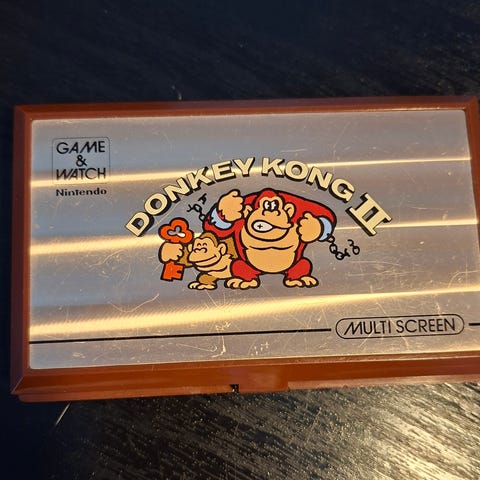 GAME
&
WATCH
Nintendo
DONKEY KONG II
MULTI SCREEN